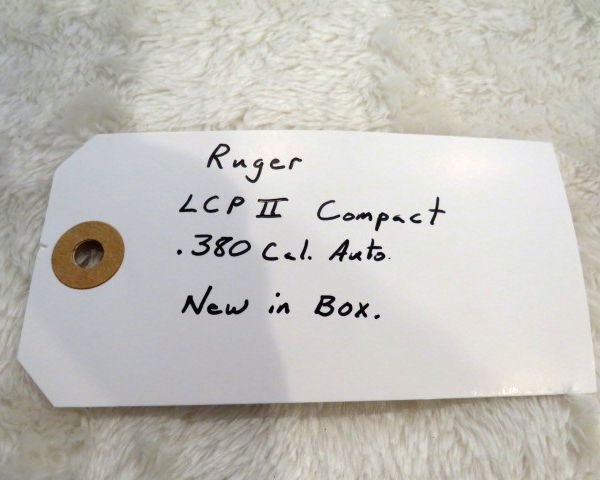 Ruger
LCP II Compact
.380 Cal. Auto.
New in Box.